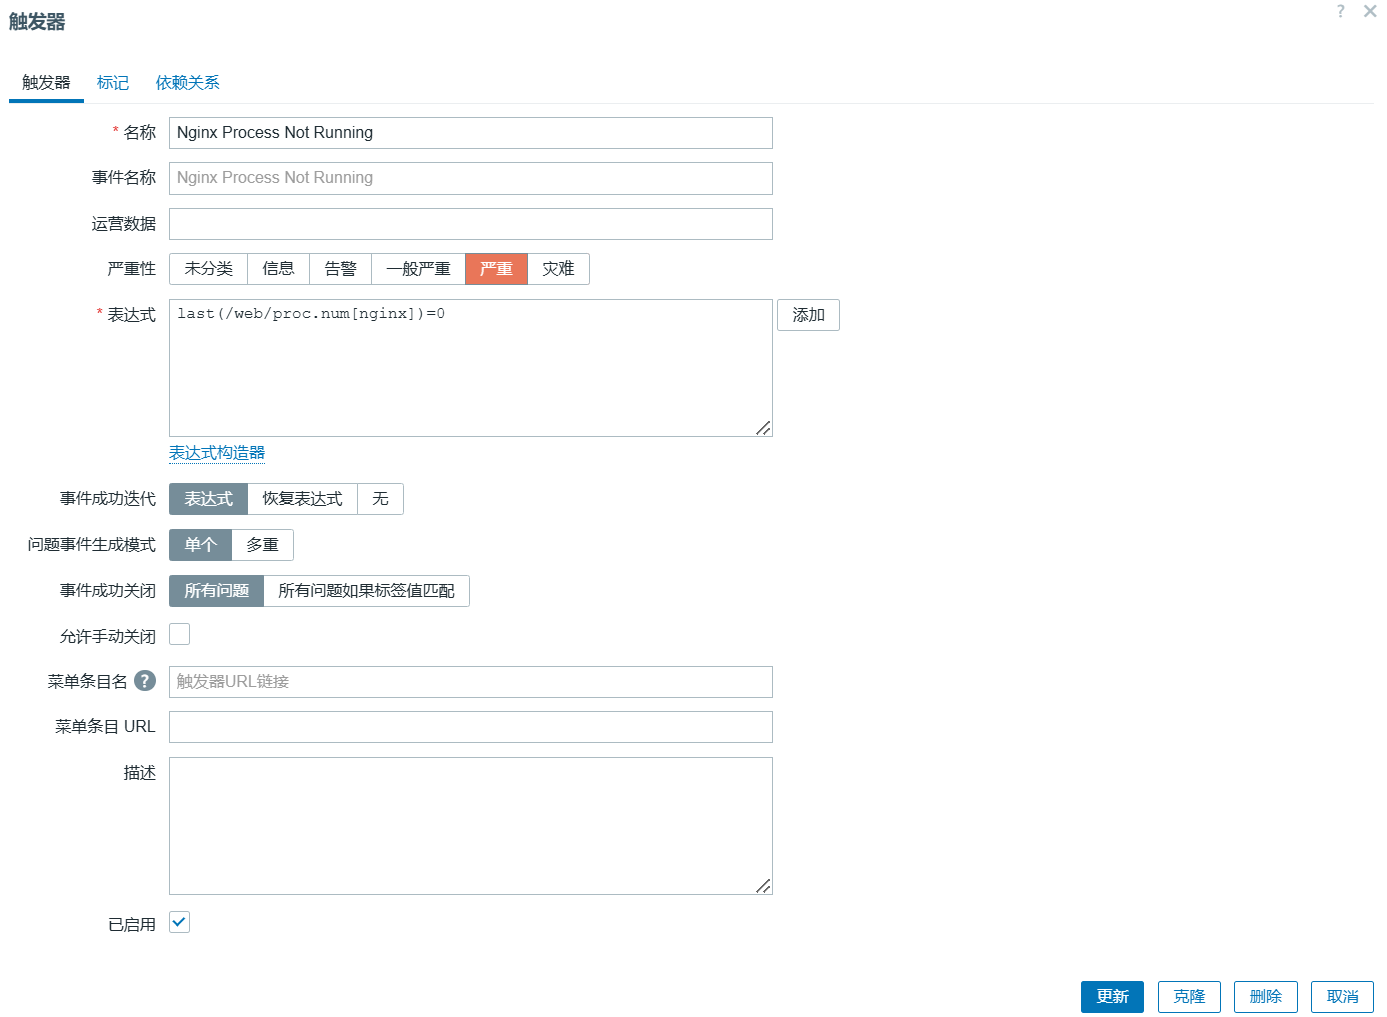 触发器
? ×
触发器 标记 依赖关系
* 名称 Nginx Process Not Running
事件名称 Nginx Process Not Running
运营数据
严重性 未分类 信息 告警 一般严重 严重 灾难
* 表达式 last(/web/proc.num[nginx])=0 添加
表达式构造器
事件成功迭代 表达式 恢复表达式 无
问题事件生成模式 单个 多重
事件成功关闭 所有问题 所有问题如果标签值匹配
允许手动关闭
菜单条目名 ? 触发器URL链接
菜单条目 URL
描述
已启用
更新 克隆 删除 取消